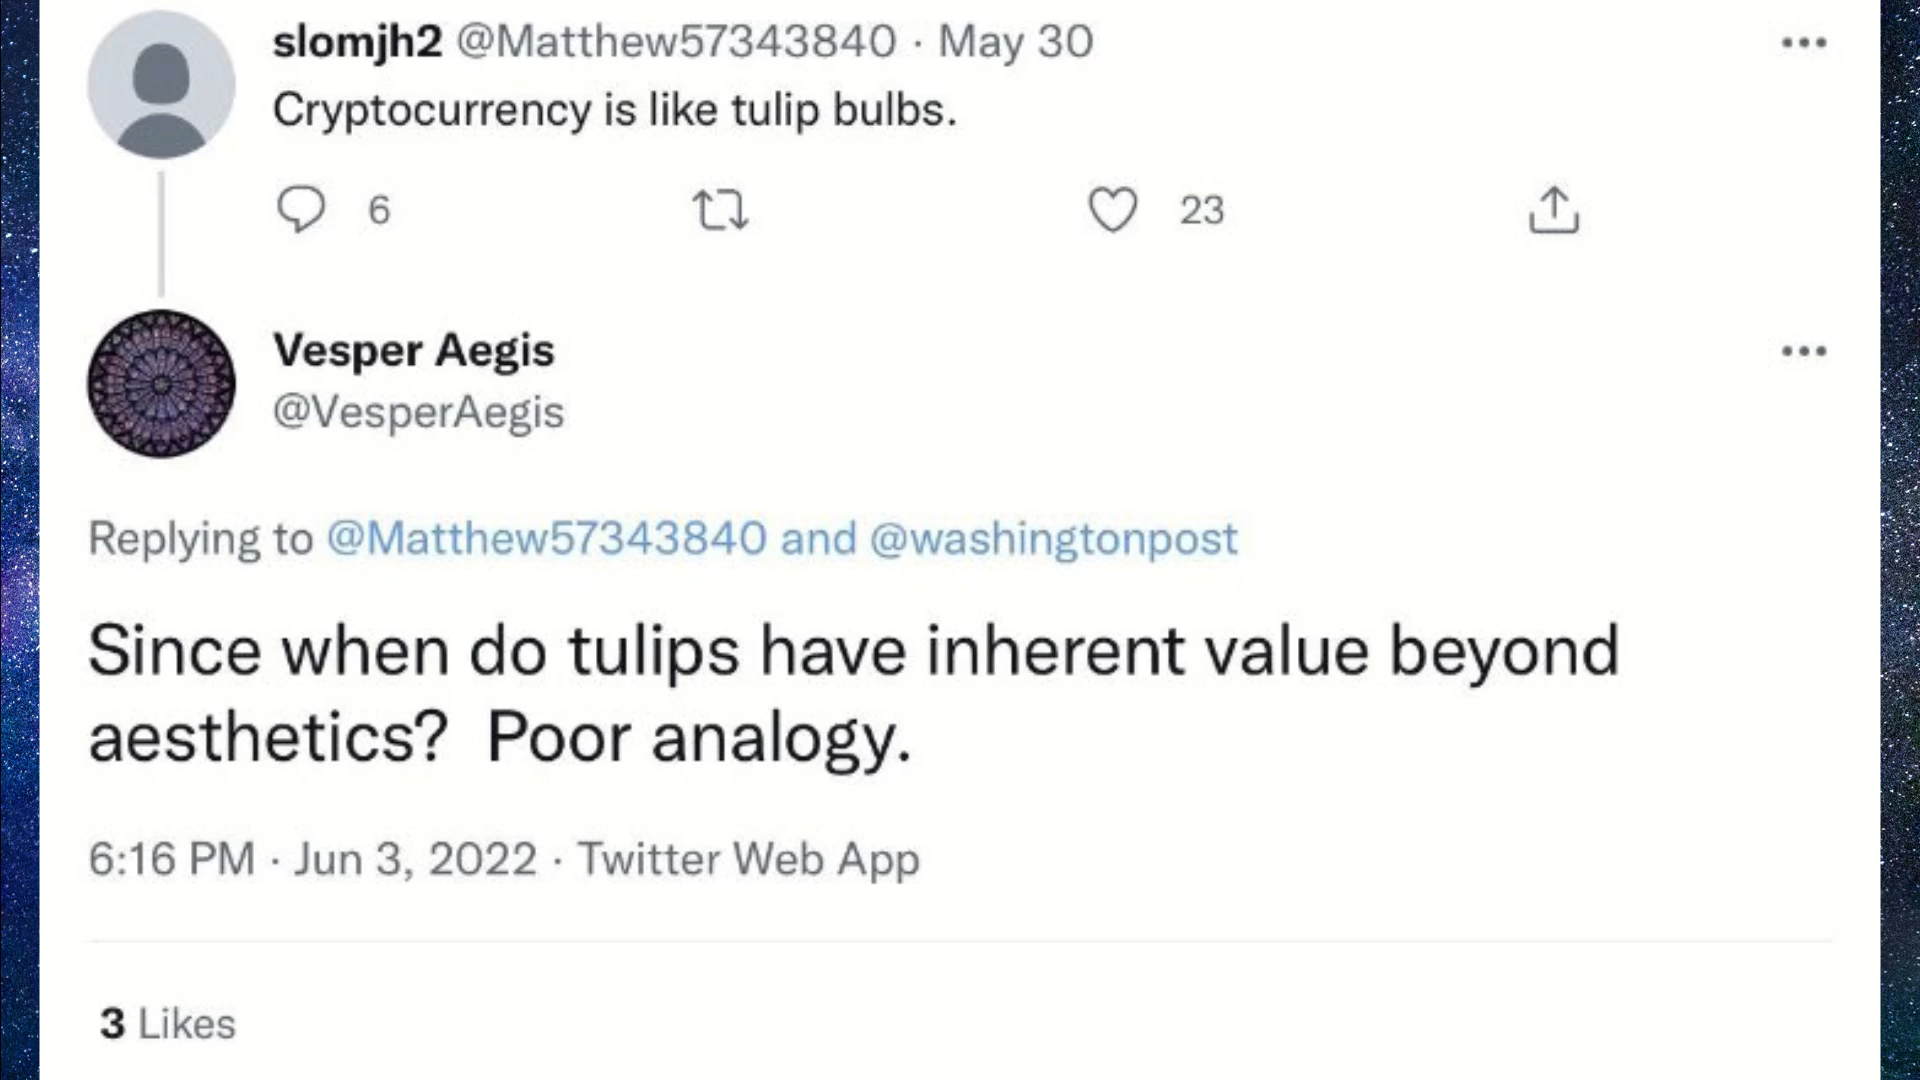 slomjh2 @Matthew57343840 · May 30
Cryptocurrency is like tulip bulbs.
6 23
Vesper Aegis
@VesperAegis
Replying to @Matthew57343840 and @washingtonpost
Since when do tulips have inherent value beyond
aesthetics?  Poor analogy.
6:16 PM · Jun 3, 2022 · Twitter Web App
3 Likes